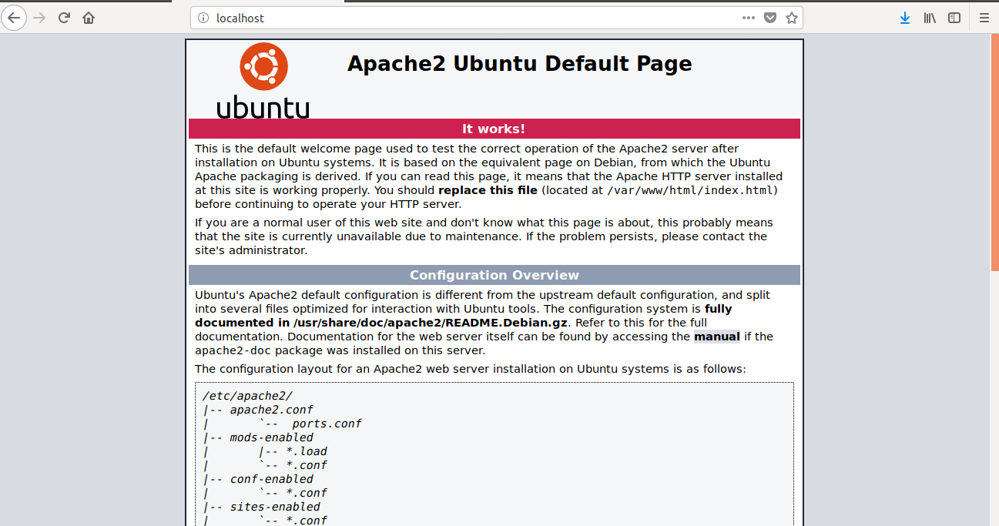 localhost
ubuntu
Apache2 Ubuntu Default Page
It works!
This is the default welcome page used to test the correct operation of the Apache2 server after
installation on Ubuntu systems. It is based on the equivalent page on Debian, from which the Ubuntu
Apache packaging is derived. If you can read this page, it means that the Apache HTTP server installed
at this site is working properly. You should replace this file (located at /var/www/html/index.html)
before continuing to operate your HTTP server.
If you are a normal user of this web site and don't know what this page is about, this probably means
that the site is currently unavailable due to maintenance. If the problem persists, please contact the
site's administrator.
Configuration Overview
Ubuntu's Apache2 default configuration is different from the upstream default configuration, and split
into several files optimized for interaction with Ubuntu tools. The configuration system is fully
documented in /usr/share/doc/apache2/README.Debian.gz. Refer to this for the full
documentation. Documentation for the web server itself can be found by accessing the manual if the
apache2-doc package was installed on this server.
The configuration layout for an Apache2 web server installation on Ubuntu systems is as follows:
/etc/apache2/
|-- apache2.conf
|       `--  ports.conf
|-- mods-enabled
|       |-- *.load
|       `-- *.conf
|-- conf-enabled
|       `-- *.conf
|-- sites-enabled
|       `-- *.conf